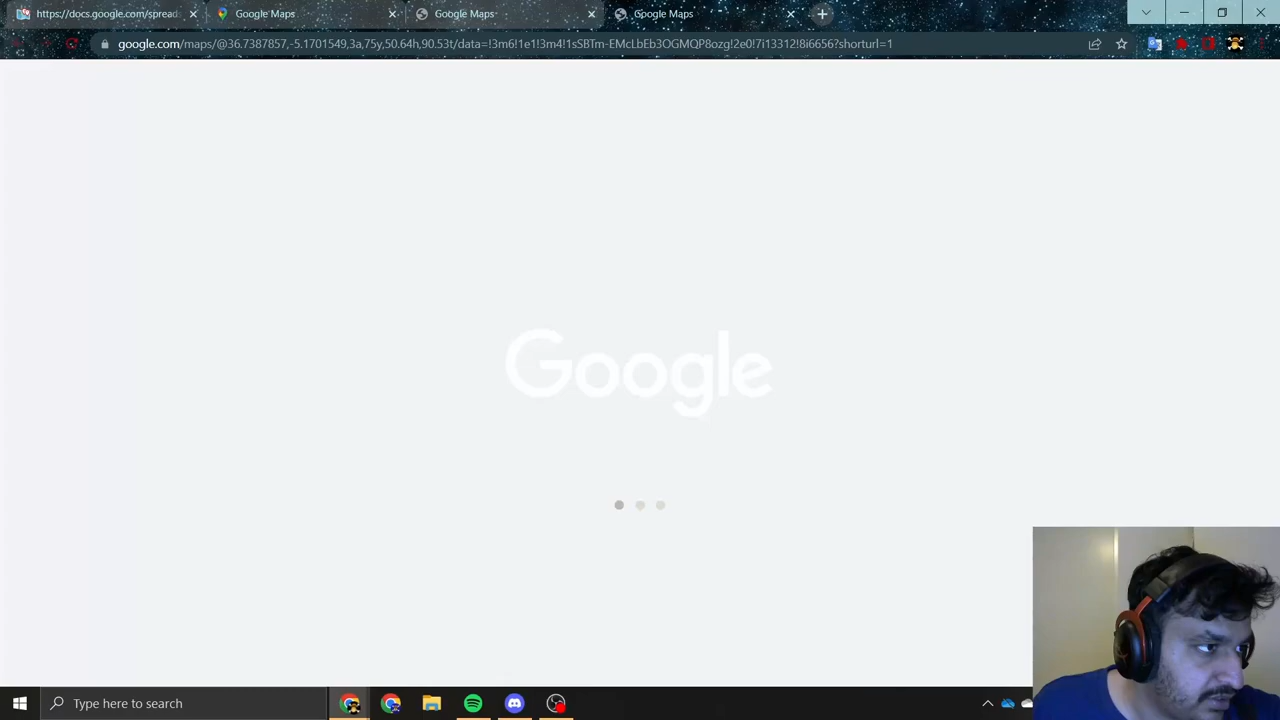 https://docs.google.com/spread
Google Maps
Google Maps
Google Maps
google.com/maps/@36.7387857,-5.1701549,3a,75y,50.64h,90.53t/data=!3m6!1e1!3m4!1sSBTm-EMcLbEb3OGMQP8ozg!2e0!7i13312!8i6656?shorturl=1
Google
Type here to search